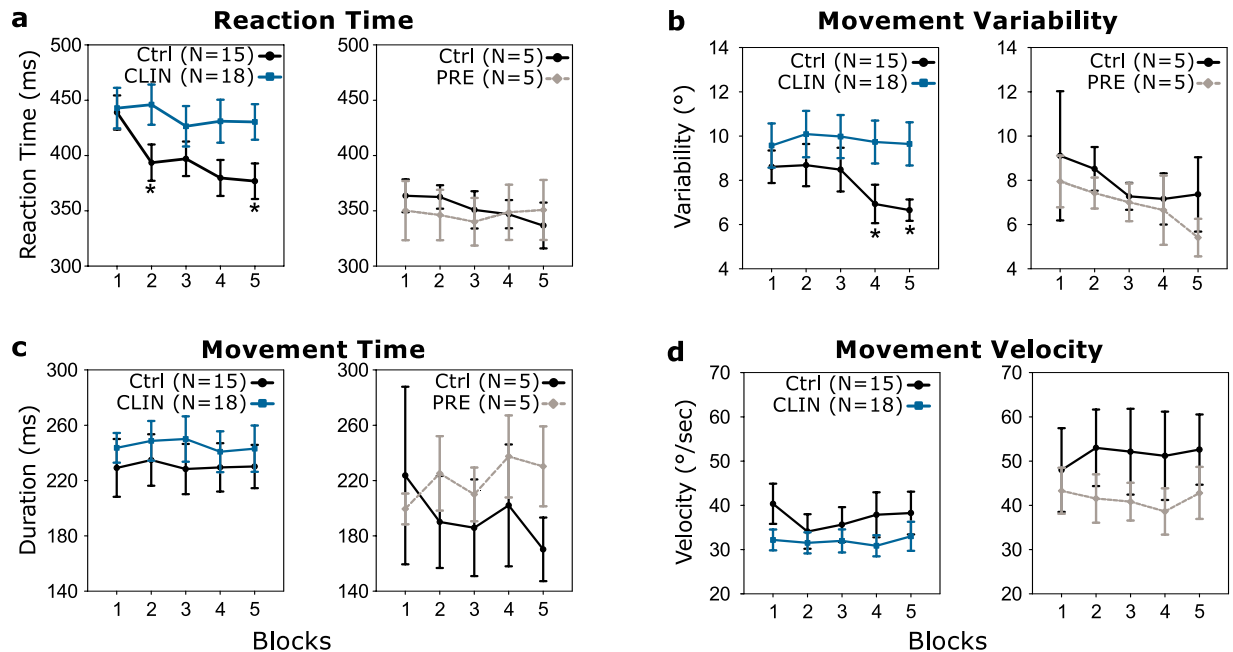 a Reaction Time
500
450
400
350
300
Reaction Time (ms)
Ctrl (N=15)
CLIN (N=18)
*
*
1 2 3 4 5
500
450
400
350
300
Ctrl (N=5)
PRE (N=5)
1 2 3 4 5
b Movement Variability
14
12
10
8
6
4
Variability (°)
Ctrl (N=15)
CLIN (N=18)
*
*
1 2 3 4 5
14
12
10
8
6
4
Ctrl (N=5)
PRE (N=5)
1 2 3 4 5
c Movement Time
300
260
220
180
140
Duration (ms)
Ctrl (N=15)
CLIN (N=18)
1 2 3 4 5
300
260
220
180
140
Ctrl (N=5)
PRE (N=5)
1 2 3 4 5
Blocks
d Movement Velocity
70
60
50
40
30
20
Velocity (°/sec)
Ctrl (N=15)
CLIN (N=18)
1 2 3 4 5
70
60
50
40
30
20
Ctrl (N=5)
PRE (N=5)
1 2 3 4 5
Blocks